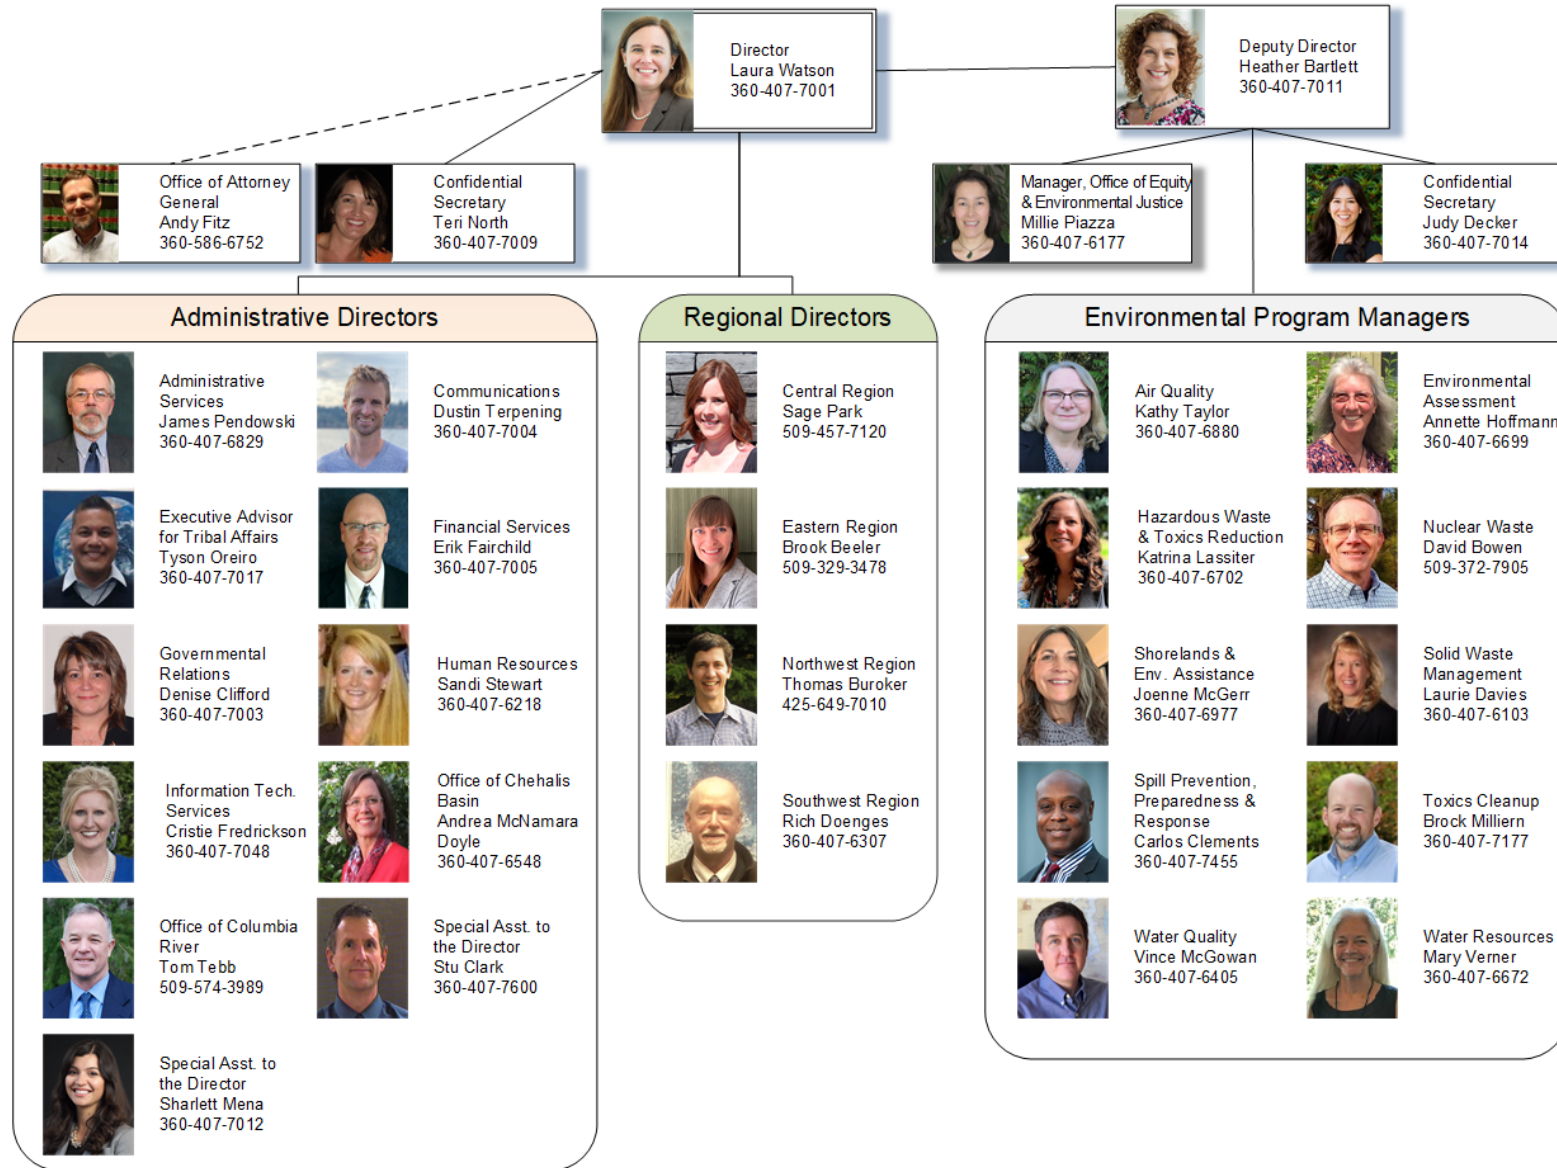 Director
Laura Watson
360-407-7001
Deputy Director
Heather Bartlett
360-407-7011
Office of Attorney
General
Andy Fitz
360-586-6752
Confidential
Secretary
Teri North
360-407-7009
Manager, Office of Equity
& Environmental Justice
Millie Piazza
360-407-6177
Confidential
Secretary
Judy Decker
360-407-7014
Administrative Directors
Administrative
Services
James Pendowski
360-407-6829
Communications
Dustin Terpening
360-407-7004
Executive Advisor
for Tribal Affairs
Tyson Oreiro
360-407-7017
Financial Services
Erik Fairchild
360-407-7005
Governmental
Relations
Denise Clifford
360-407-7003
Human Resources
Sandi Stewart
360-407-6218
Information Tech.
Services
Cristie Fredrickson
360-407-7048
Office of Chehalis
Basin
Andrea McNamara
Doyle
360-407-6548
Office of Columbia
River
Tom Tebb
509-574-3989
Special Asst. to
the Director
Stu Clark
360-407-7600
Special Asst. to
the Director
Sharlett Mena
360-407-7012
Regional Directors
Central Region
Sage Park
509-457-7120
Eastern Region
Brook Beeler
509-329-3478
Northwest Region
Thomas Buroker
425-649-7010
Southwest Region
Rich Doenges
360-407-6307
Environmental Program Managers
Air Quality
Kathy Taylor
360-407-6880
Environmental
Assessment
Annette Hoffmann
360-407-6699
Hazardous Waste
& Toxics Reduction
Katrina Lassiter
360-407-6702
Nuclear Waste
David Bowen
509-372-7905
Shorelands &
Env. Assistance
Joenne McGerr
360-407-6977
Solid Waste
Management
Laurie Davies
360-407-6103
Spill Prevention,
Preparedness &
Response
Carlos Clements
360-407-7455
Toxics Cleanup
Brock Milliern
360-407-7177
Water Quality
Vince McGowan
360-407-6405
Water Resources
Mary Verner
360-407-6672